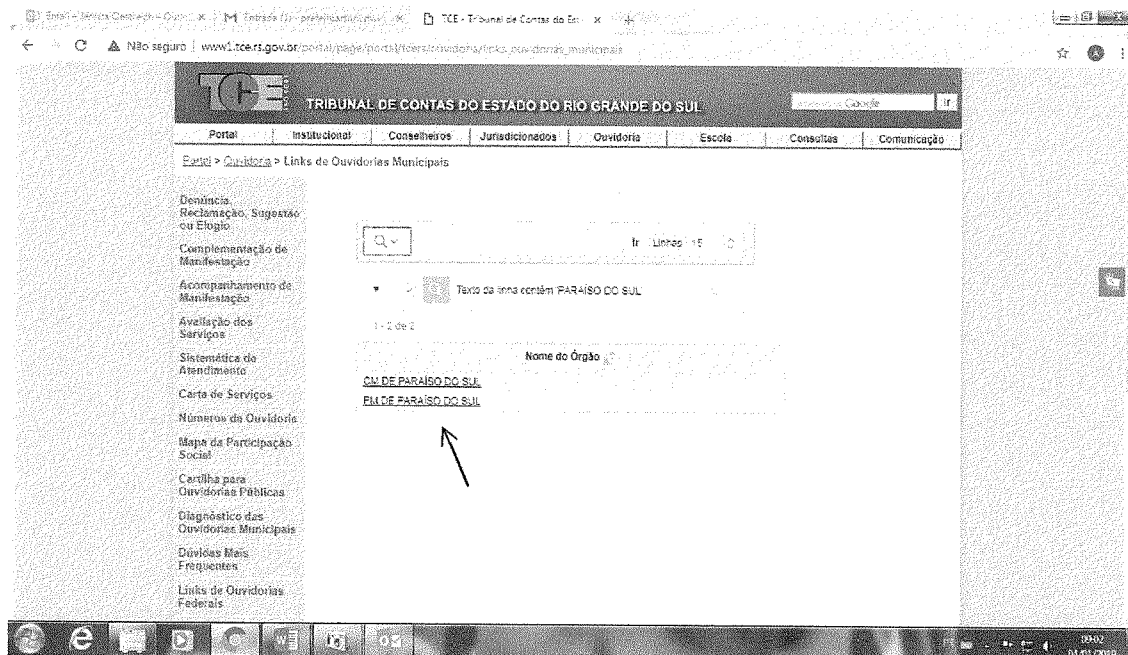 TCE - Tribunal de Contas do Es
Não seguro | www1.tce.rs.gov.br/portal/page/portal/tcers/ouvidoria/links_ouvidorias_municipais
TCE
TRIBUNAL DE CONTAS DO ESTADO DO RIO GRANDE DO SUL
Google
Ir
Portal Institucional Conselheiros Jurisdicionados Ouvidoria Escola Consultas Comunicação
Portal > Ouvidoria > Links de Ouvidorias Municipais
Denúncia,
Reclamação, Sugestão
ou Elogio
Complementação de
Manifestação
Acompanhamento de
Manifestação
Avaliação dos
Serviços
Sistemática de
Atendimento
Carta de Serviços
Números da Ouvidoria
Mapa da Participação
Social
Cartilha para
Ouvidorias Públicas
Diagnóstico das
Ouvidorias Municipais
Dúvidas Mais
Frequentes
Links de Ouvidorias
Federais
Ir Linhas 15
Texto da linha contém 'PARAÍSO DO SUL'
1 - 2 de 2
Nome do Órgão
CM DE PARAÍSO DO SUL
PM DE PARAÍSO DO SUL
09:02